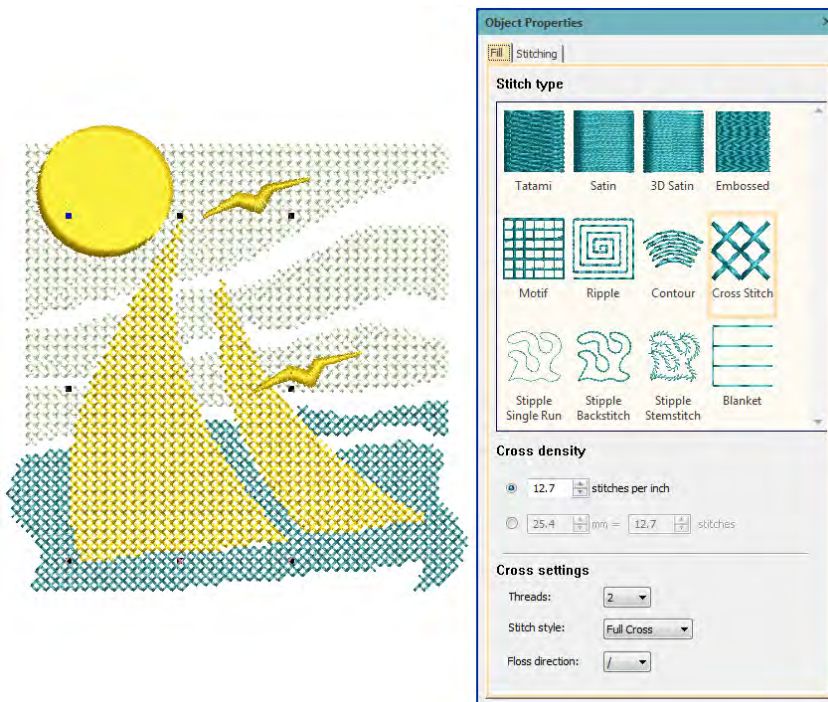 Object Properties
Fill Stitching
Stitch type
Tatami Satin 3D Satin Embossed
Motif Ripple Contour Cross Stitch
Stipple Stipple Stipple Blanket
Single Run Backstitch Stemstitch
Cross density
12.7 stitches per inch
25.4 mm = 12.7 stitches
Cross settings
Threads: 2
Stitch style: Full Cross
Floss direction: /